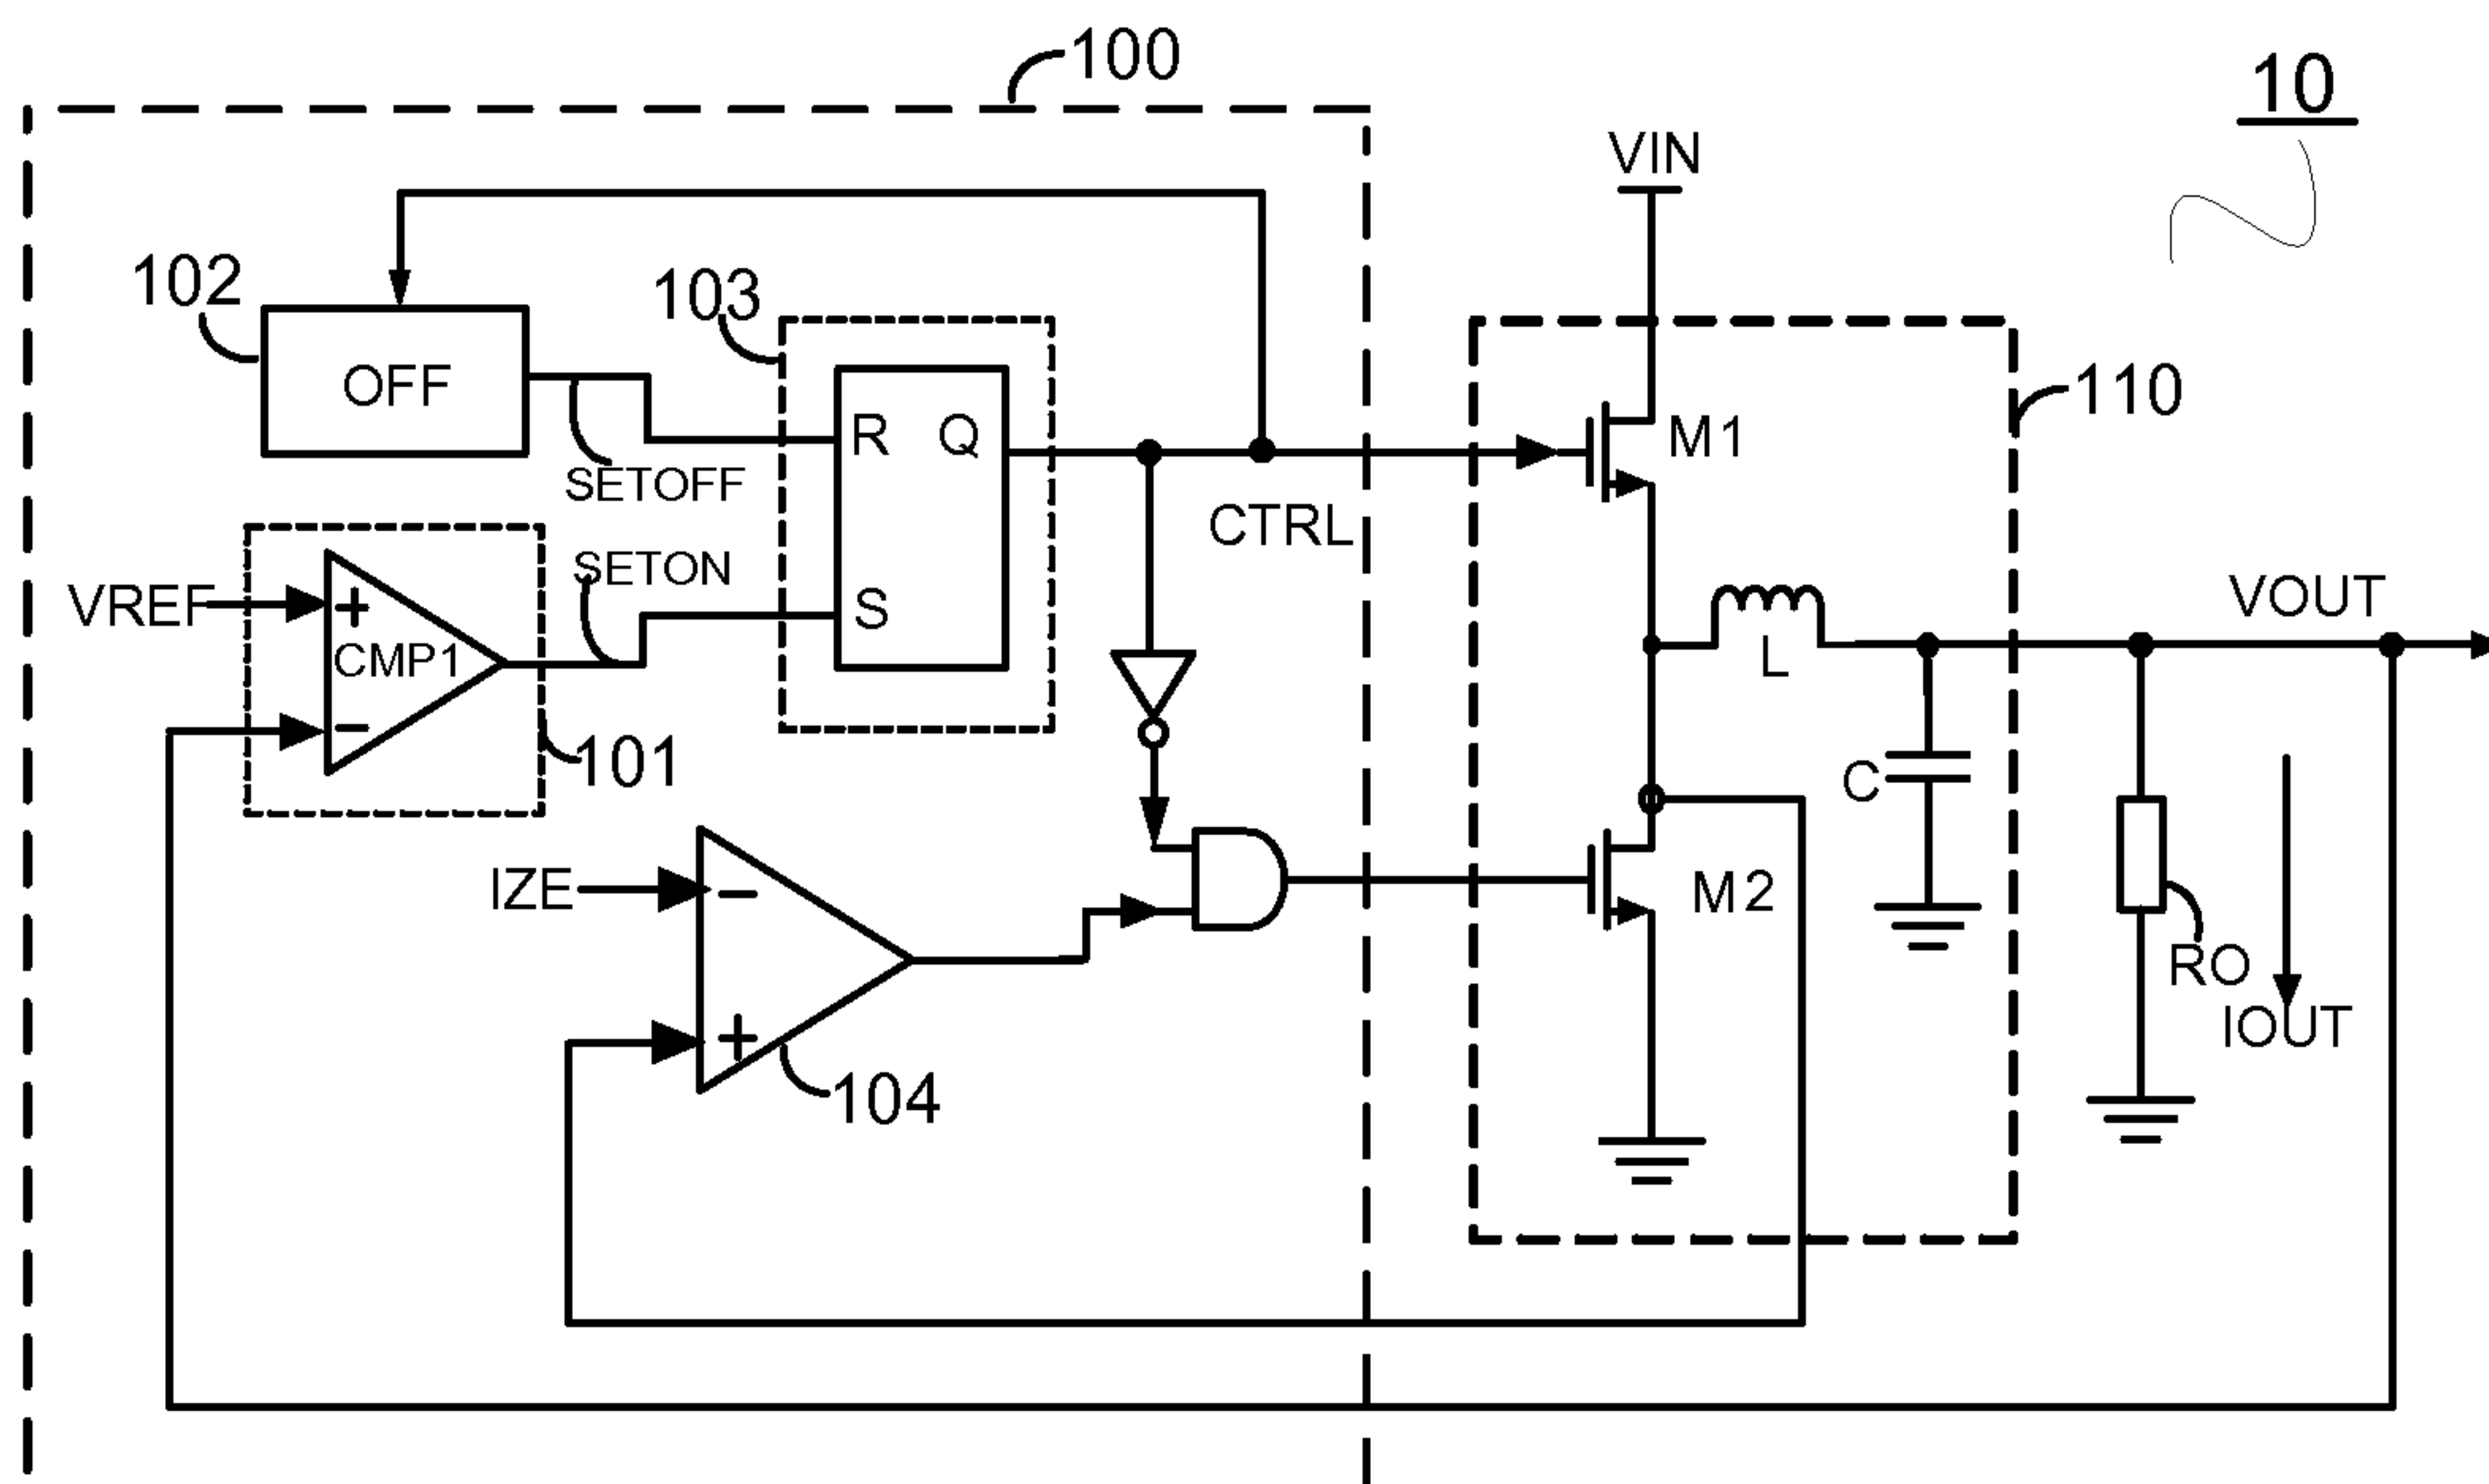 100
10
VIN
102
103
OFF
R
Q
M1
110
SETOFF
CTRL
SETON
VREF
+
CMP1
S
VOUT
L
−
101
C
IZE
−
M2
RO
+
104
IOUT